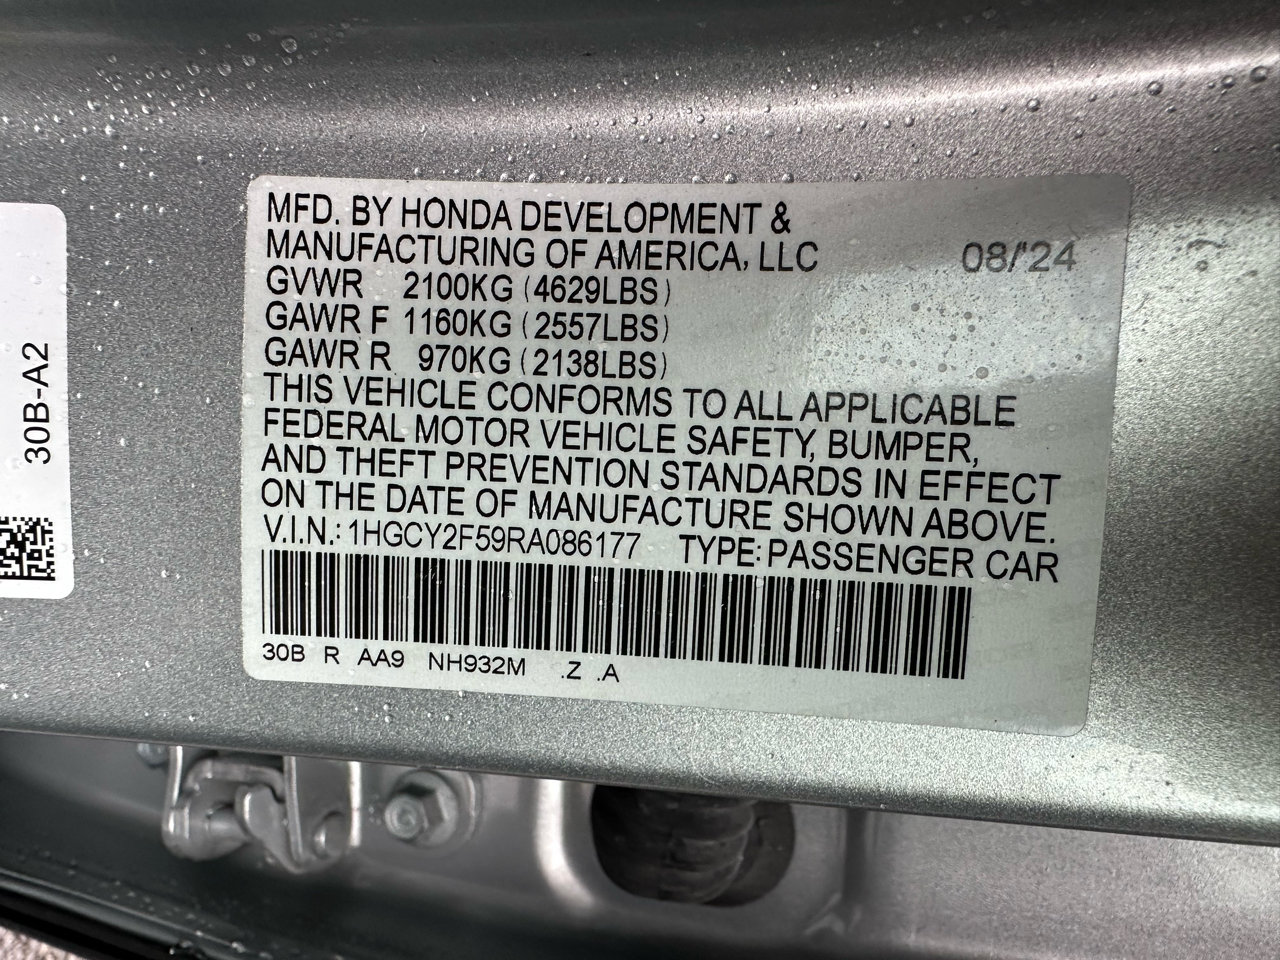 MFD. BY HONDA DEVELOPMENT &
MANUFACTURING OF AMERICA, LLC 08/'24
GVWR 2100KG (4629LBS)
GAWR F 1160KG (2557LBS)
GAWR R 970KG (2138LBS)
THIS VEHICLE CONFORMS TO ALL APPLICABLE
FEDERAL MOTOR VEHICLE SAFETY, BUMPER,
AND THEFT PREVENTION STANDARDS IN EFFECT
ON THE DATE OF MANUFACTURE SHOWN ABOVE.
V.I.N.: 1HGCY2F59RA086177 TYPE: PASSENGER CAR
30B R AA9 NH932M .Z .A
30B-A2